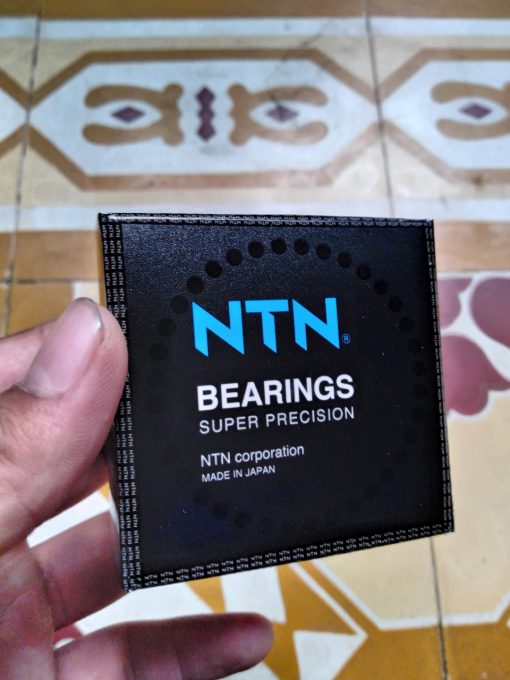 NTN®
BEARINGS
SUPER PRECISION
NTN corporation
MADE IN JAPAN